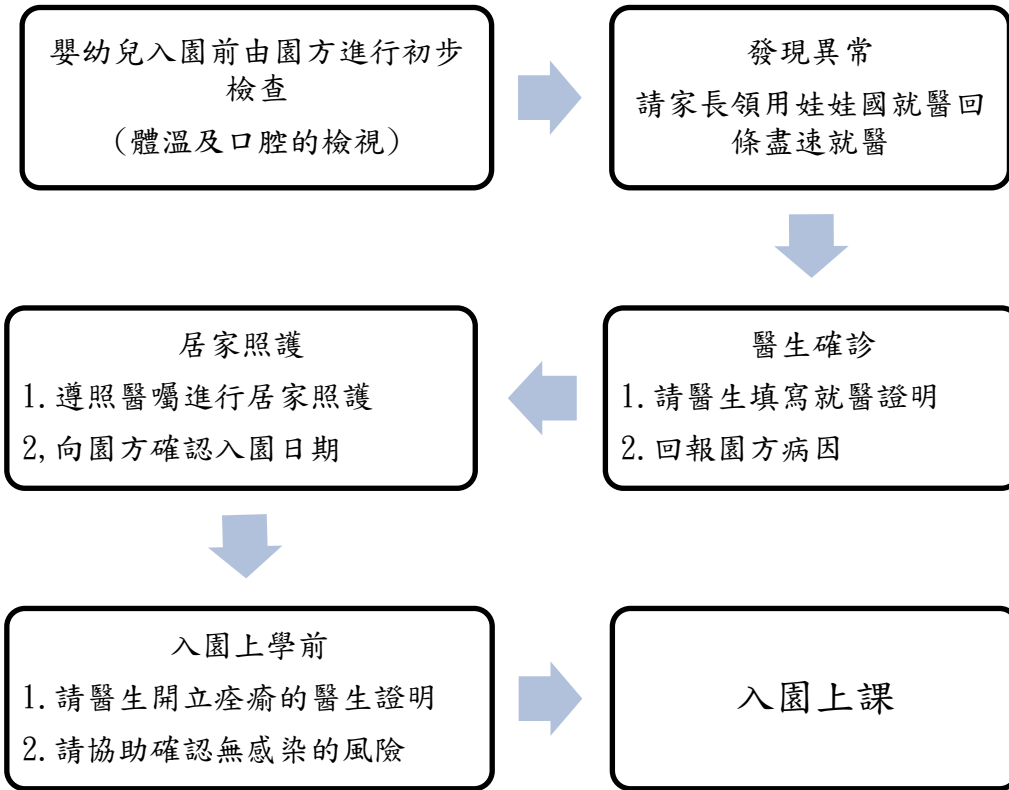 嬰幼兒入園前由園方進行初步
檢查
(體溫及口腔的檢視)
發現異常
請家長領用娃娃國就醫回
條盡速就醫
醫生確診
1.請醫生填寫就醫證明
2.回報園方病因
居家照護
1.遵照醫囑進行居家照護
2,向園方確認入園日期
入園上學前
1.請醫生開立痊瘉的醫生證明
2.請協助確認無感染的風險
入園上課